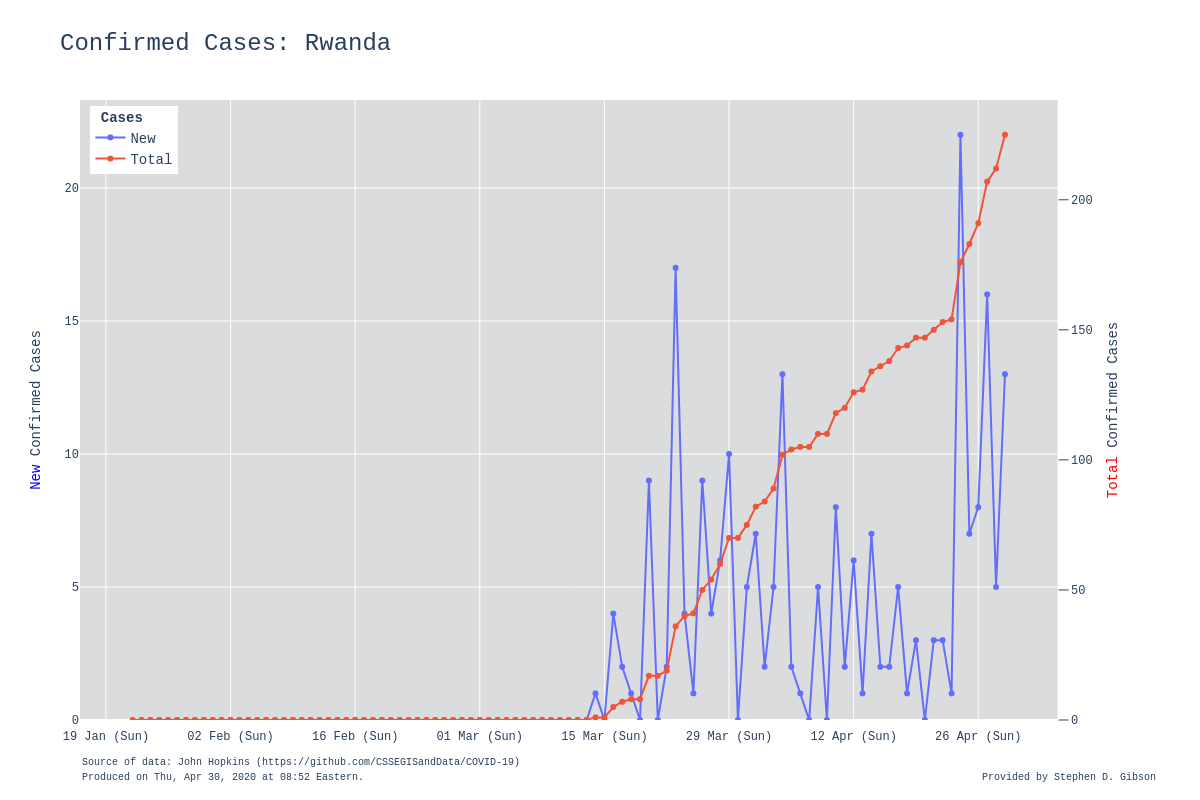 Confirmed Cases: Rwanda
Cases
New
Total
20
15
10
5
0
200
150
100
50
0
New Confirmed Cases
Total Confirmed Cases
19 Jan (Sun) 02 Feb (Sun) 16 Feb (Sun) 01 Mar (Sun) 15 Mar (Sun) 29 Mar (Sun) 12 Apr (Sun) 26 Apr (Sun)
Source of data: John Hopkins (https://github.com/CSSEGISandData/COVID-19)
Produced on Thu, Apr 30, 2020 at 08:52 Eastern.
Provided by Stephen D. Gibson